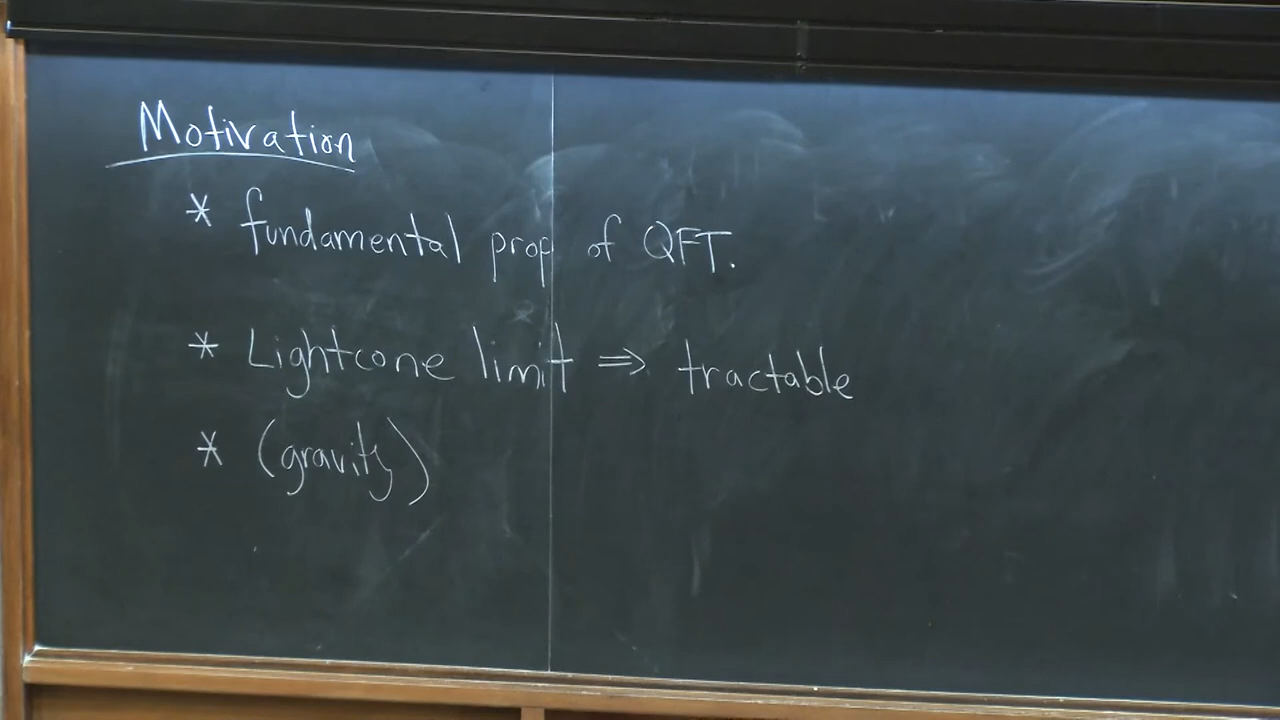 Motivation
* fundamental prop of QFT.
* Lightcone limit ⇒ tractable
* (gravity)